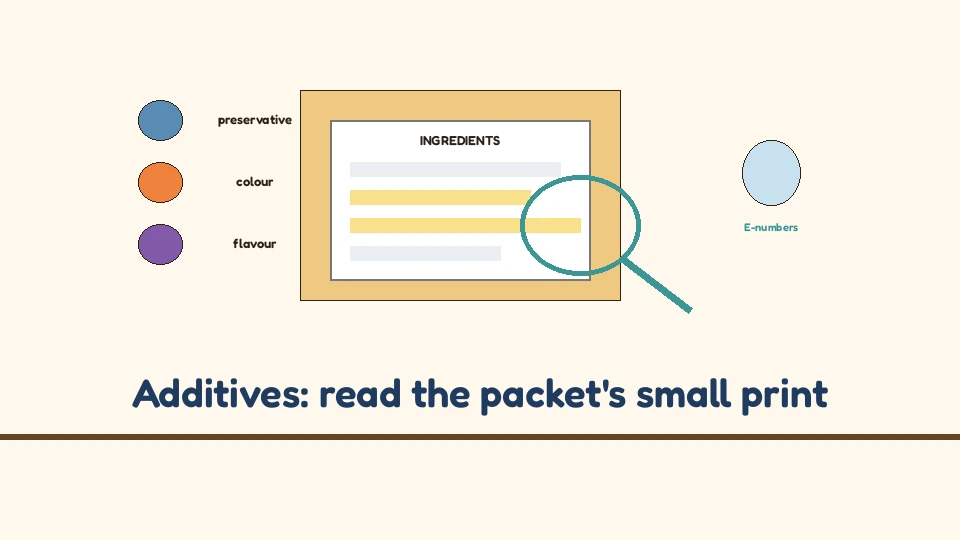 preservative
colour
flavour
INGREDIENTS
E-numbers
Additives: read the packet's small print